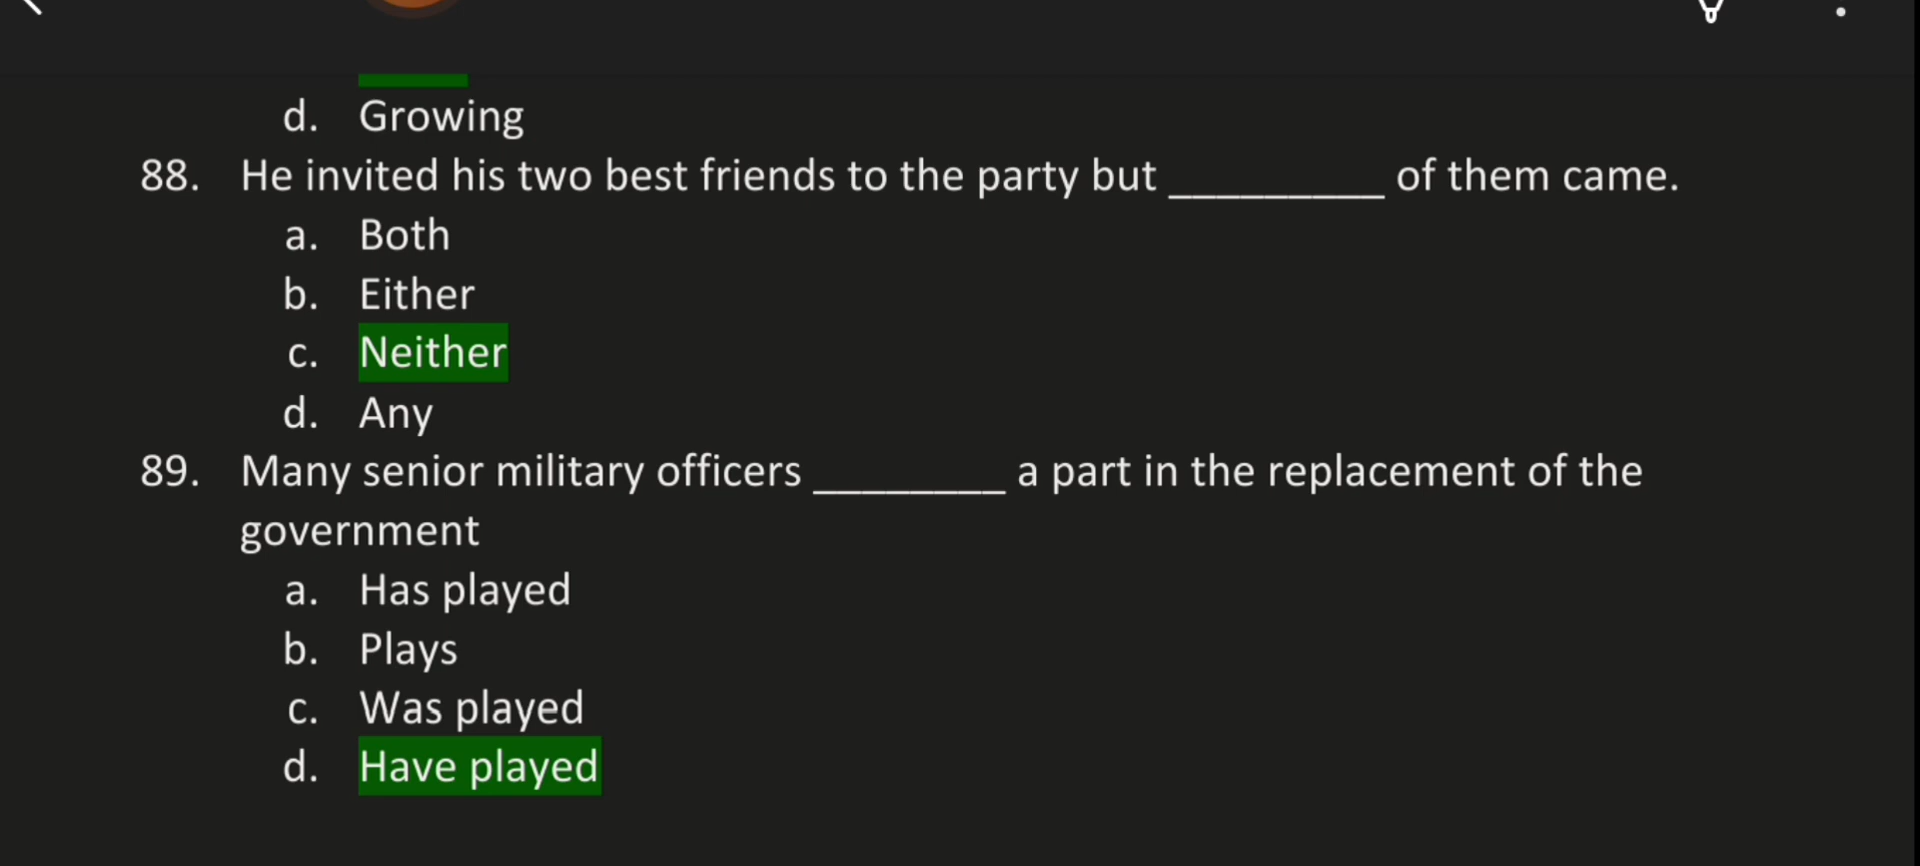 d. Growing
88. He invited his two best friends to the party but _________ of them came.
a. Both
b. Either
c. Neither
d. Any
89. Many senior military officers ________ a part in the replacement of the
government
a. Has played
b. Plays
c. Was played
d. Have played